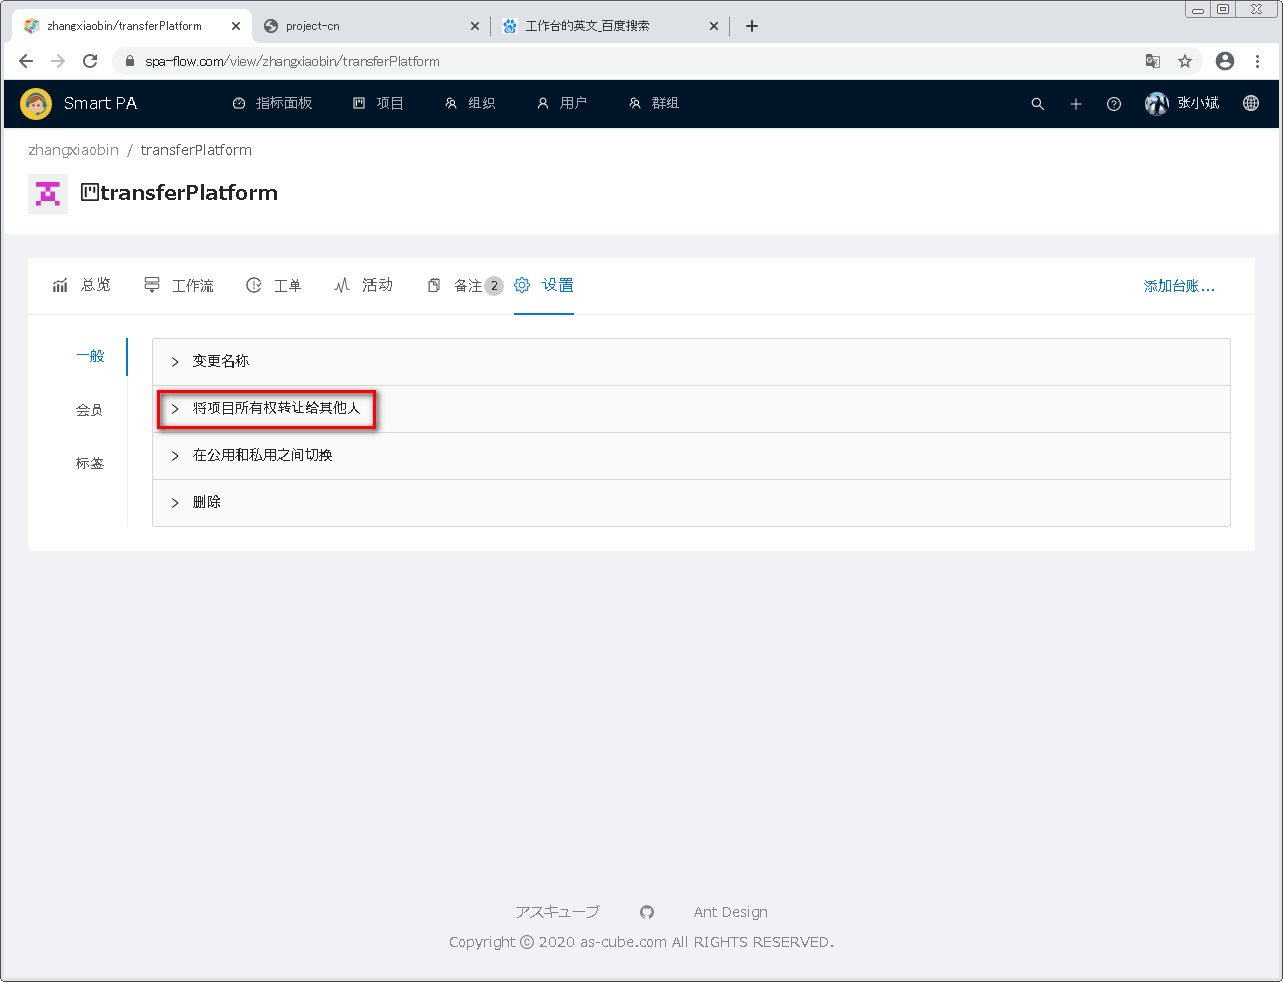 zhangxiaobin/transferPlatform
project-cn
工作台的英文_百度搜索
spa-flow.com/view/zhangxiaobin/transferPlatform
Smart PA
指标面板
项目
组织
用户
群组
张小斌
zhangxiaobin / transferPlatform
transferPlatform
总览
工作流
工单
活动
备注 2
设置
添加台账...
一般
会员
标签
变更名称
将项目所有权转让给其他人
在公用和私用之间切换
删除
アスキューブ
Ant Design
Copyright © 2020 as-cube.com All RIGHTS RESERVED.